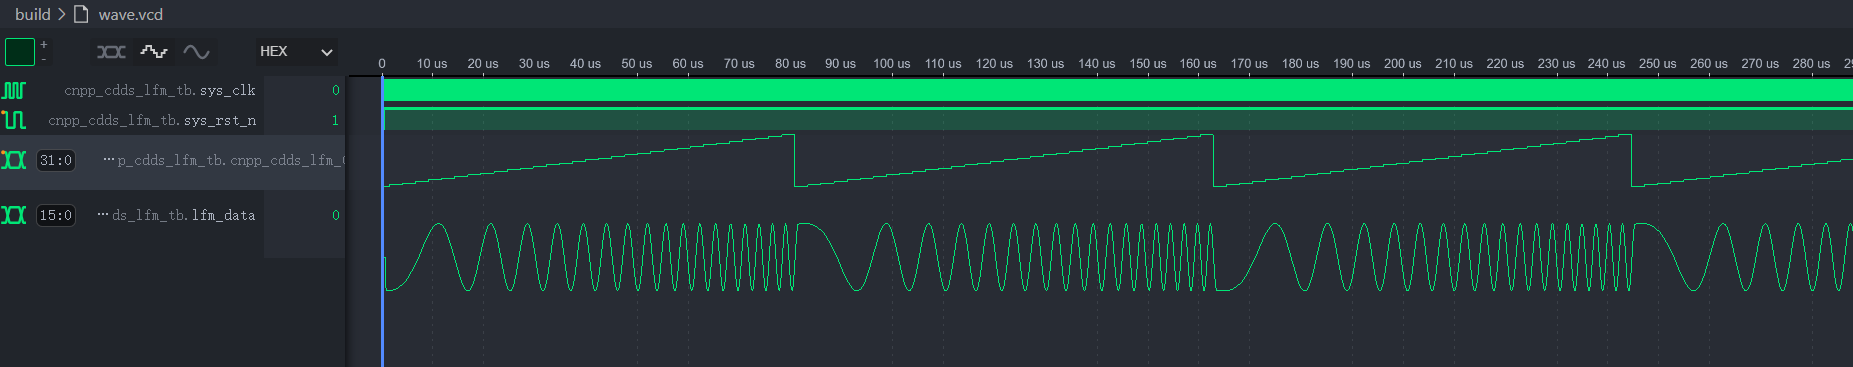 build > wave.vcd
+
-
HEX
0 10 us 20 us 30 us 40 us 50 us 60 us 70 us 80 us 90 us 100 us 110 us 120 us 130 us 140 us 150 us 160 us 170 us 180 us 190 us 200 us 210 us 220 us 230 us 240 us 250 us 260 us 270 us 280 us 29
cnpp_cdds_lfm_tb.sys_clk 0
cnpp_cdds_lfm_tb.sys_rst_n 1
31:0 ···p_cdds_lfm_tb.cnpp_cdds_lfm_
15:0 ···ds_lfm_tb.lfm_data 0